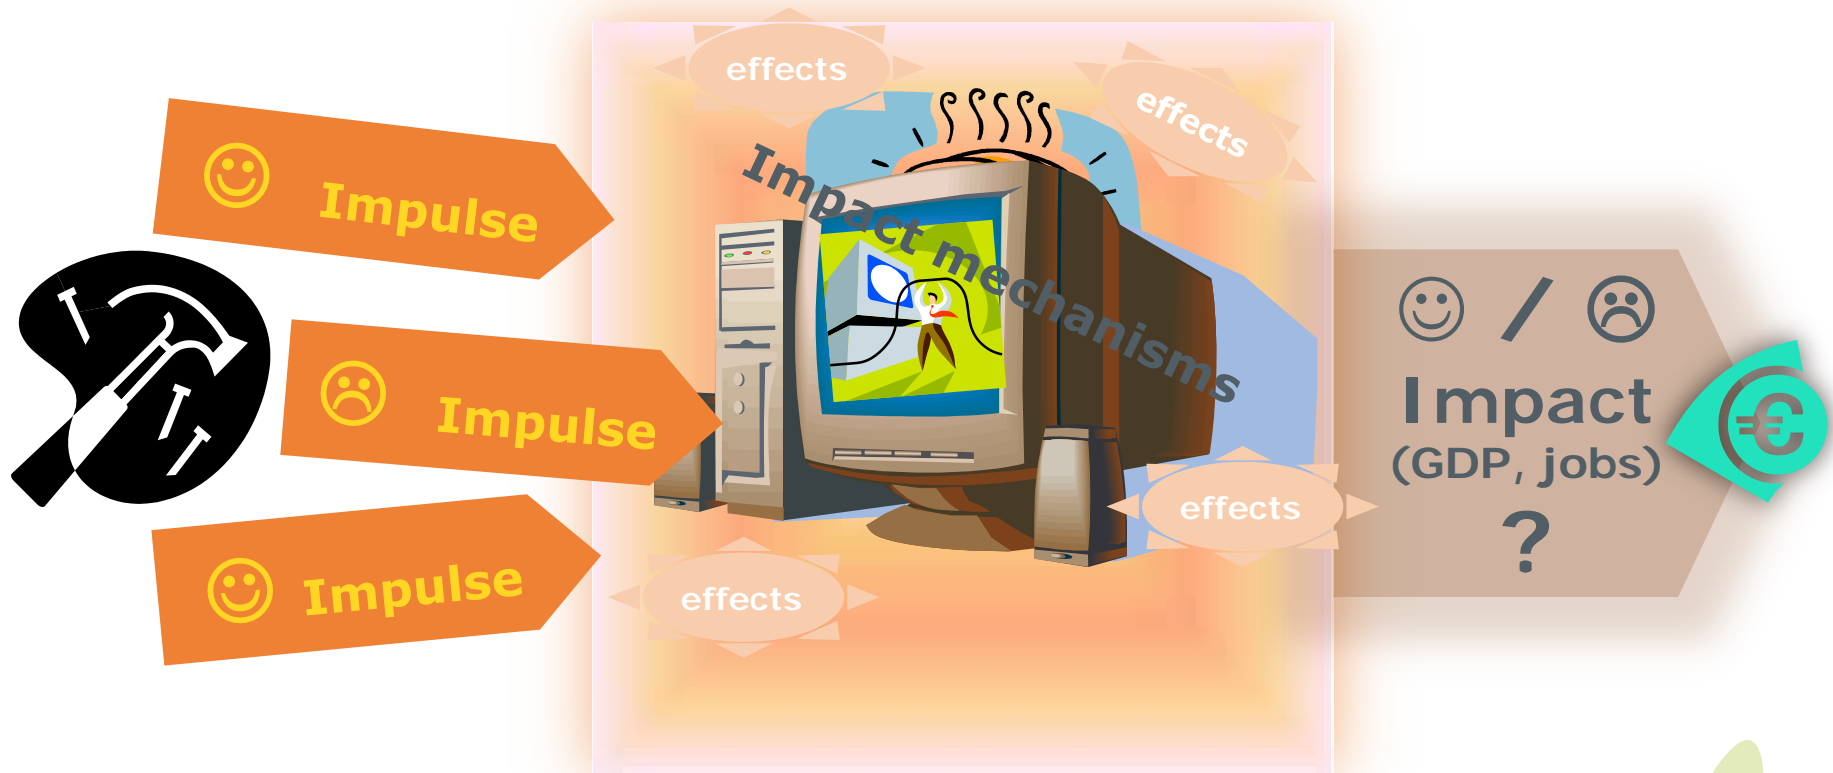 effects
effects
Impulse
Impact mechanisms
Impulse
/
Impact
(GDP, jobs)
€
?
effects
effects
Impulse